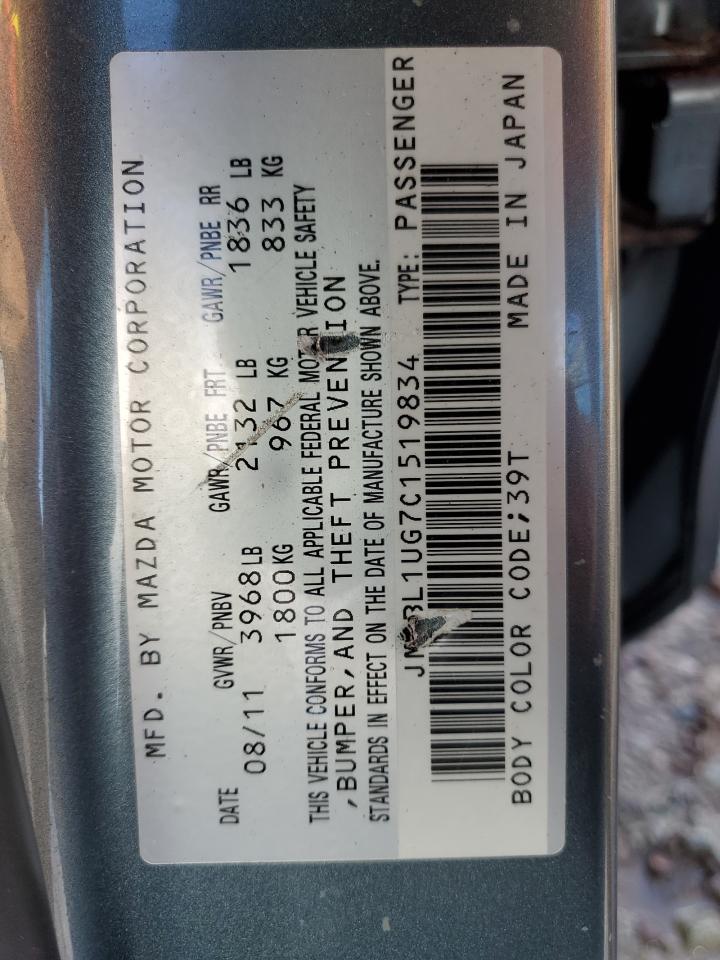 MFD. BY MAZDA MOTOR CORPORATION
DATE GVWR/PNBV GAWR/PNBE FRT GAWR/PNBE RR
08/11 3968LB 2132 LB 1836 LB
1800KG 967 KG 833 KG
THIS VEHICLE CONFORMS TO ALL APPLICABLE FEDERAL MOTOR VEHICLE SAFETY
,BUMPER,AND THEFT PREVENTION
STANDARDS IN EFFECT ON THE DATE OF MANUFACTURE SHOWN ABOVE.
JM1BL1UG7C1519834 TYPE: PASSENGER
BODY COLOR CODE;39T MADE IN JAPAN